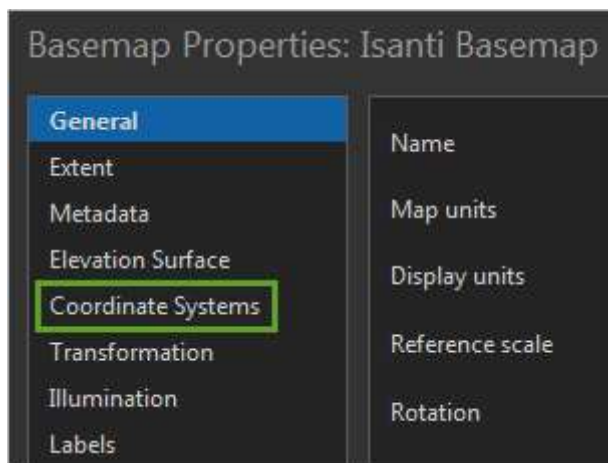 Basemap Properties: Isanti Basemap
General
Extent
Metadata
Elevation Surface
Coordinate Systems
Transformation
Illumination
Labels
Name
Map units
Display units
Reference scale
Rotation